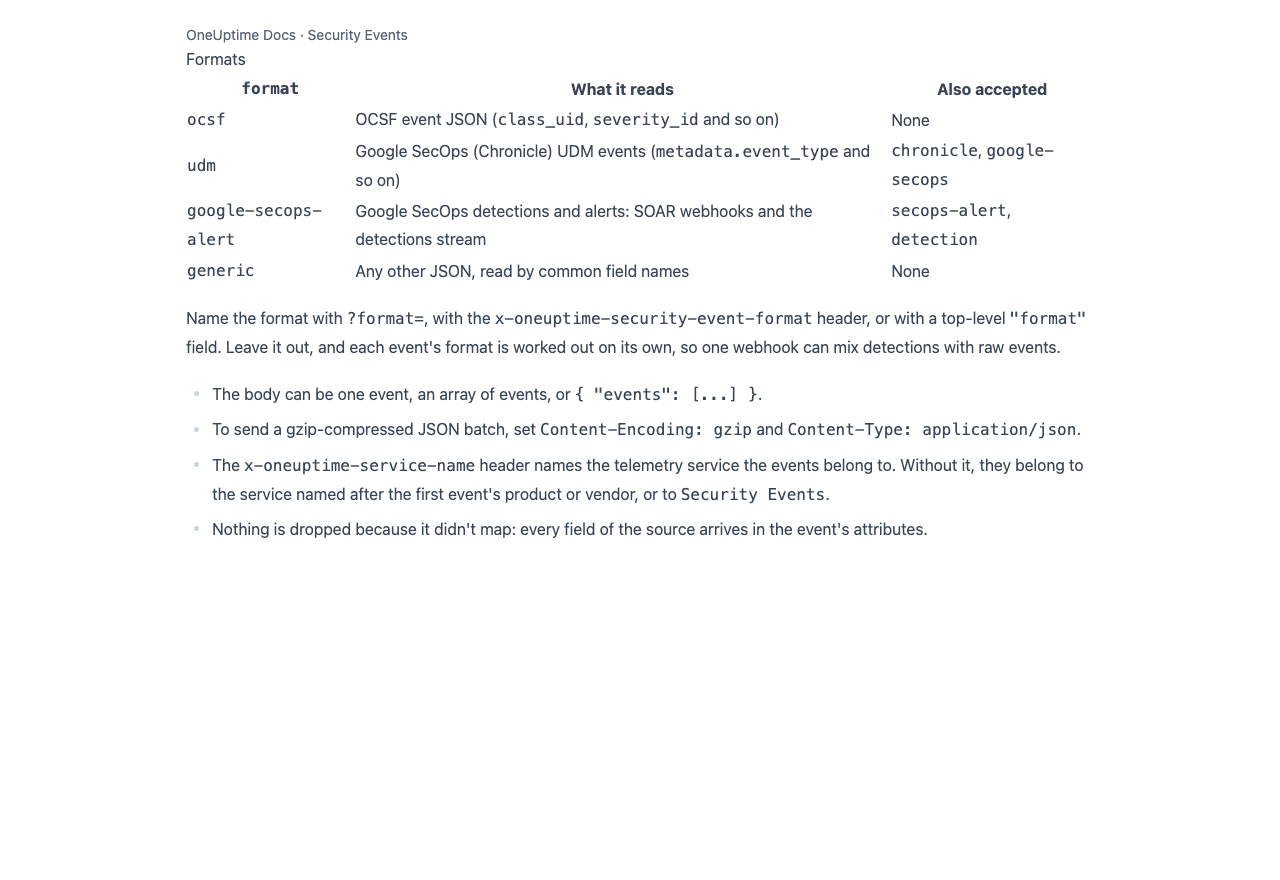 OneUptime Docs · Security Events
Formats
format What it reads Also accepted
ocsf OCSF event JSON (class_uid, severity_id and so on) None
udm Google SecOps (Chronicle) UDM events (metadata.event_type and so on) chronicle, google-secops
google-secops-alert Google SecOps detections and alerts: SOAR webhooks and the detections stream secops-alert, detection
generic Any other JSON, read by common field names None
Name the format with ?format=, with the x-oneuptime-security-event-format header, or with a top-level "format"
field. Leave it out, and each event's format is worked out on its own, so one webhook can mix detections with raw events.
The body can be one event, an array of events, or { "events": [...] }.
To send a gzip-compressed JSON batch, set Content-Encoding: gzip and Content-Type: application/json.
The x-oneuptime-service-name header names the telemetry service the events belong to. Without it, they belong to
the service named after the first event's product or vendor, or to Security Events.
Nothing is dropped because it didn't map: every field of the source arrives in the event's attributes.